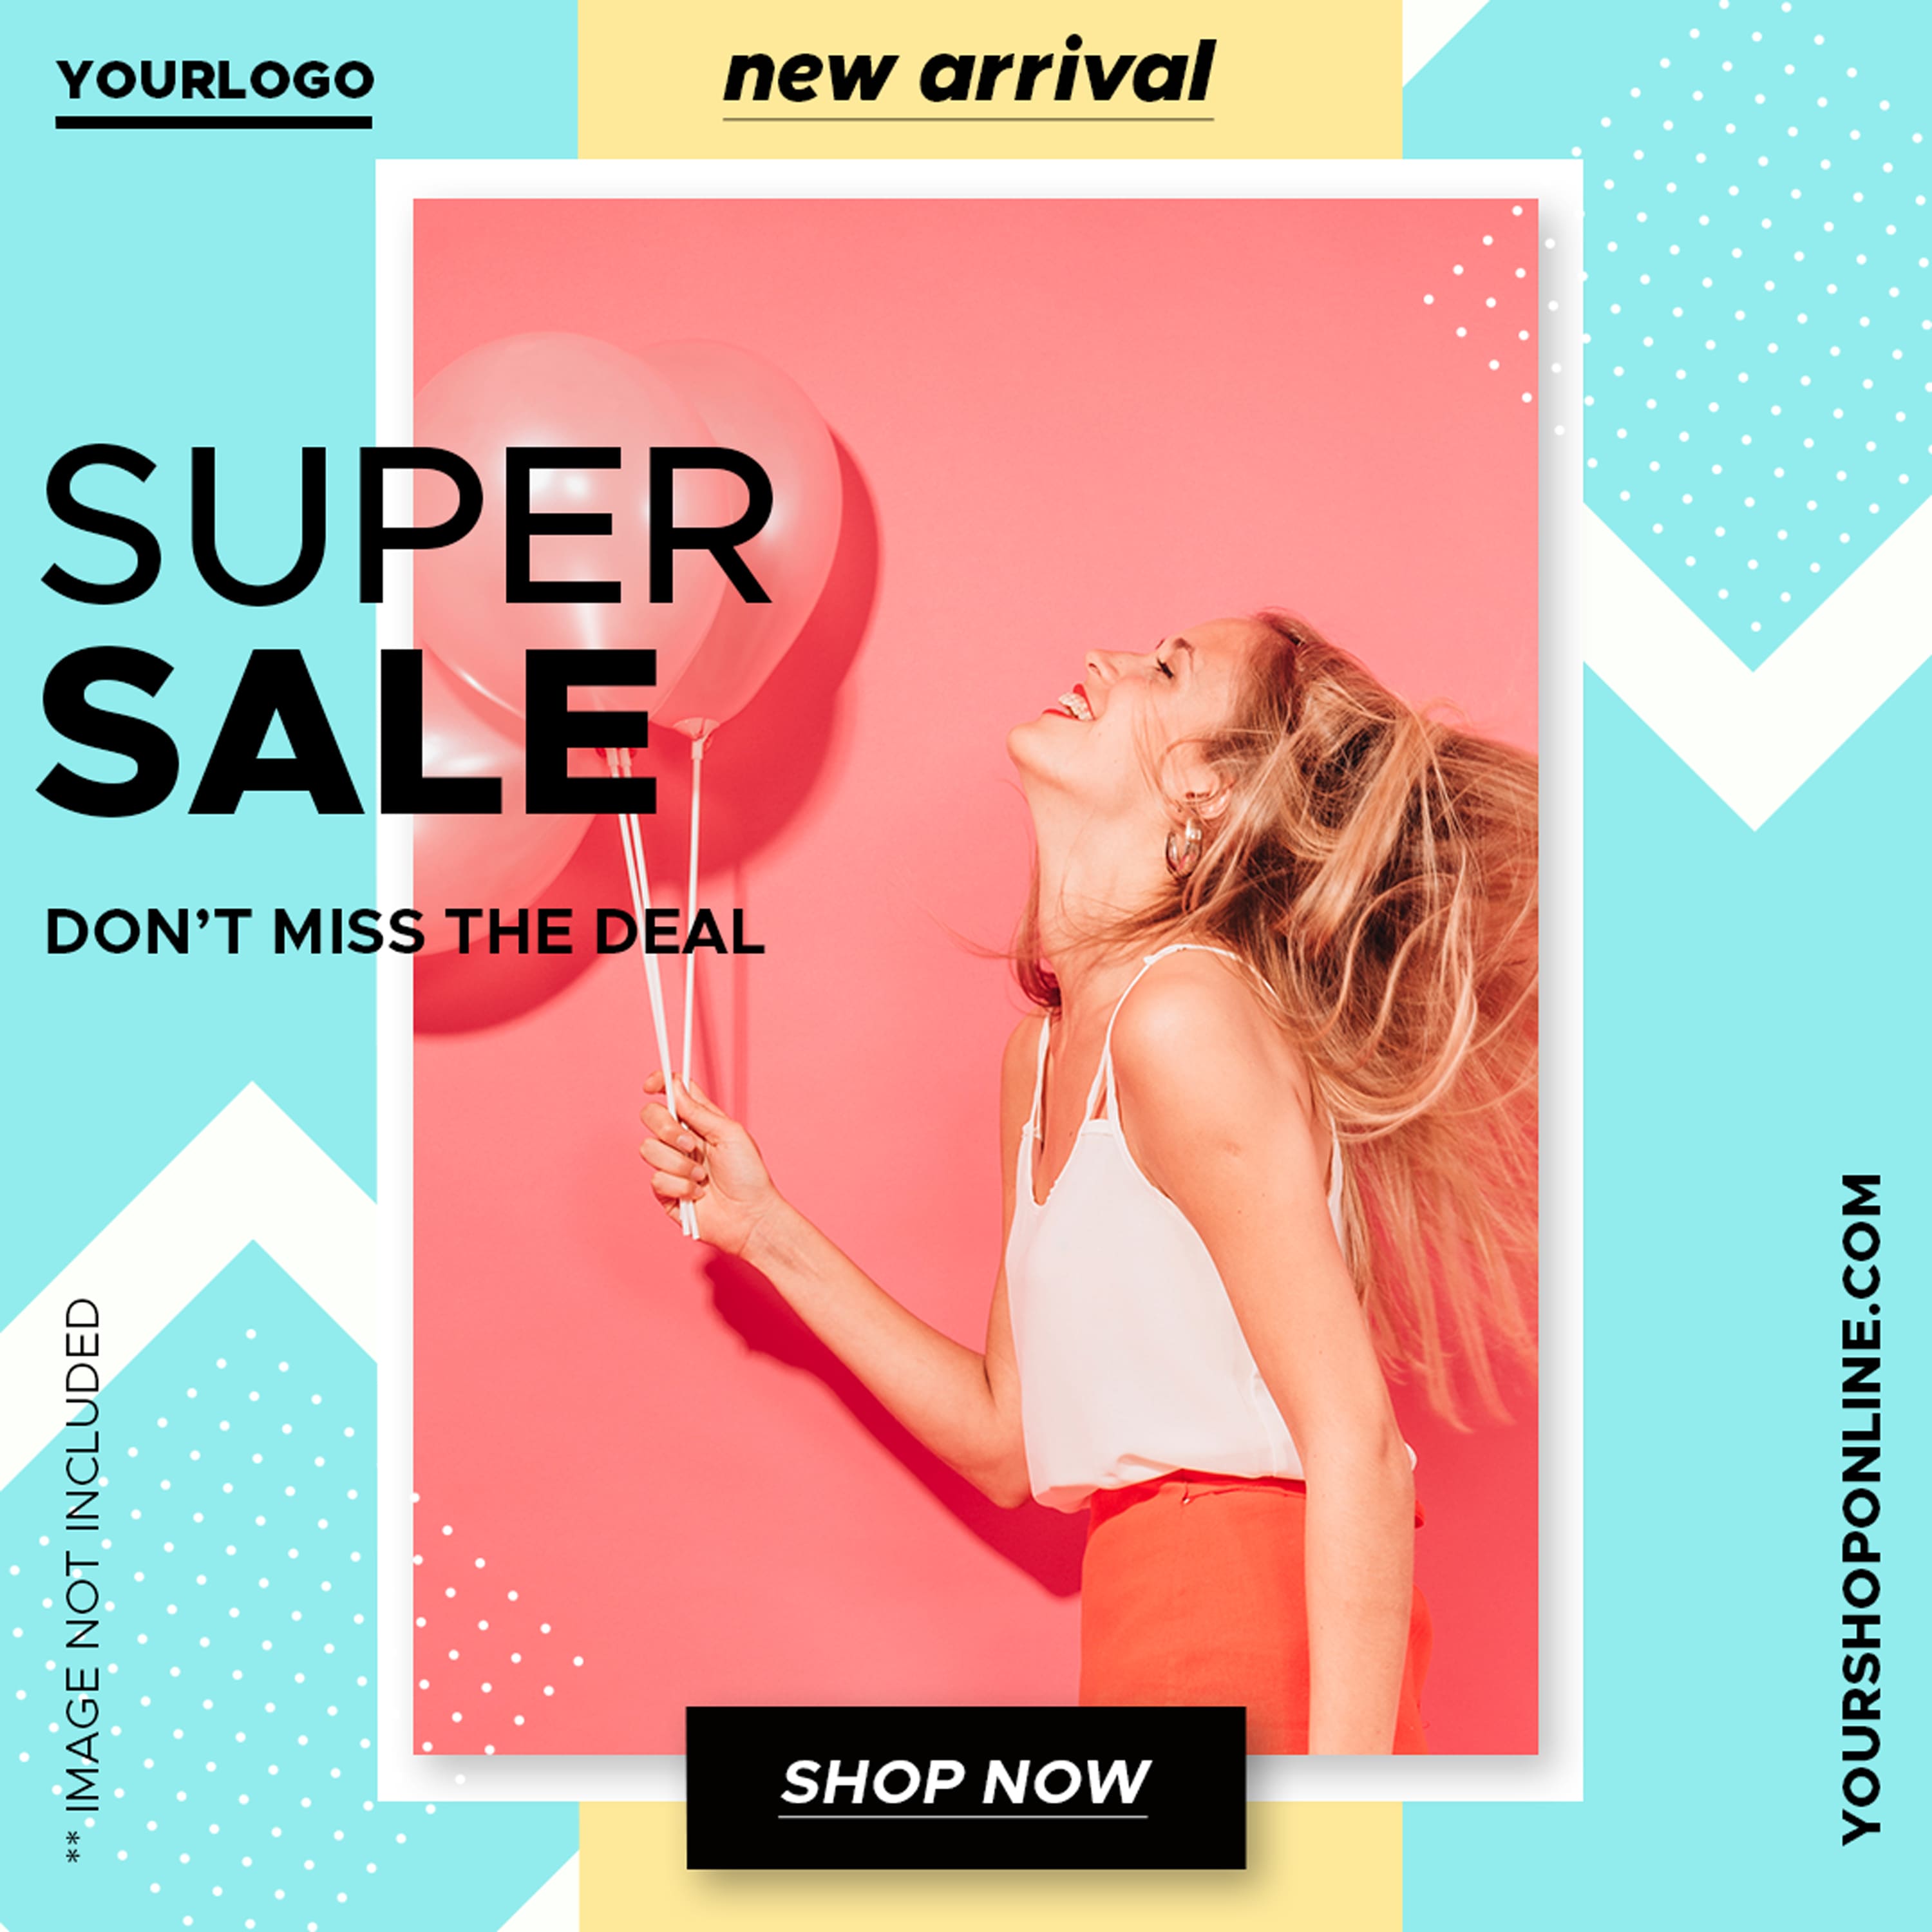 YOURLOGO
new arrival
SUPER
SALE
DON’T MISS THE DEAL
** IMAGE NOT INCLUDED
YOURSHOPONLINE.COM
SHOP NOW